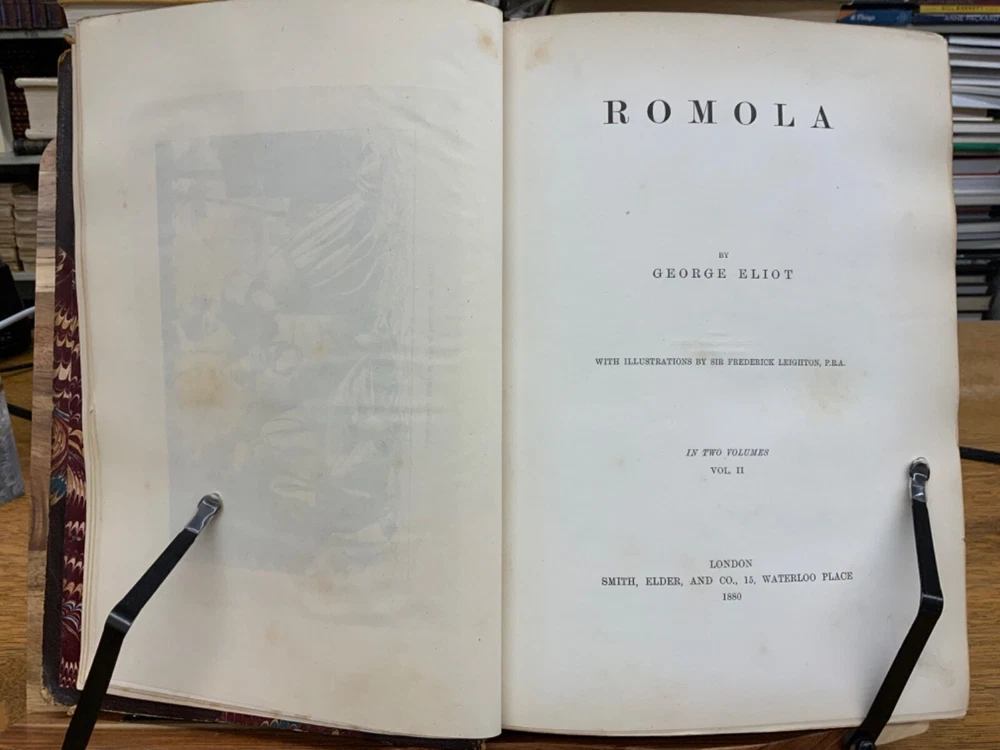 ROMOLA
BY
GEORGE ELIOT
WITH ILLUSTRATIONS BY SIR FREDERICK LEIGHTON, P.R.A.
IN TWO VOLUMES
VOL. II
LONDON
SMITH, ELDER, AND CO., 15, WATERLOO PLACE
1880